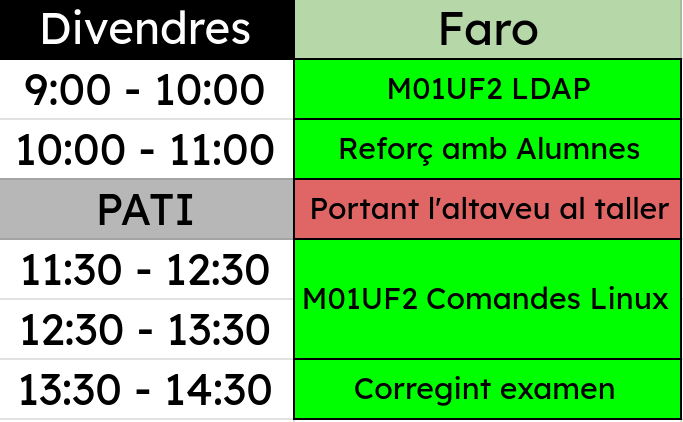 Divendres Faro
9:00 - 10:00 M01UF2 LDAP
10:00 - 11:00 Reforç amb Alumnes
PATI Portant l'altaveu al taller
11:30 - 12:30
M01UF2 Comandes Linux
12:30 - 13:30
13:30 - 14:30 Corregint examen